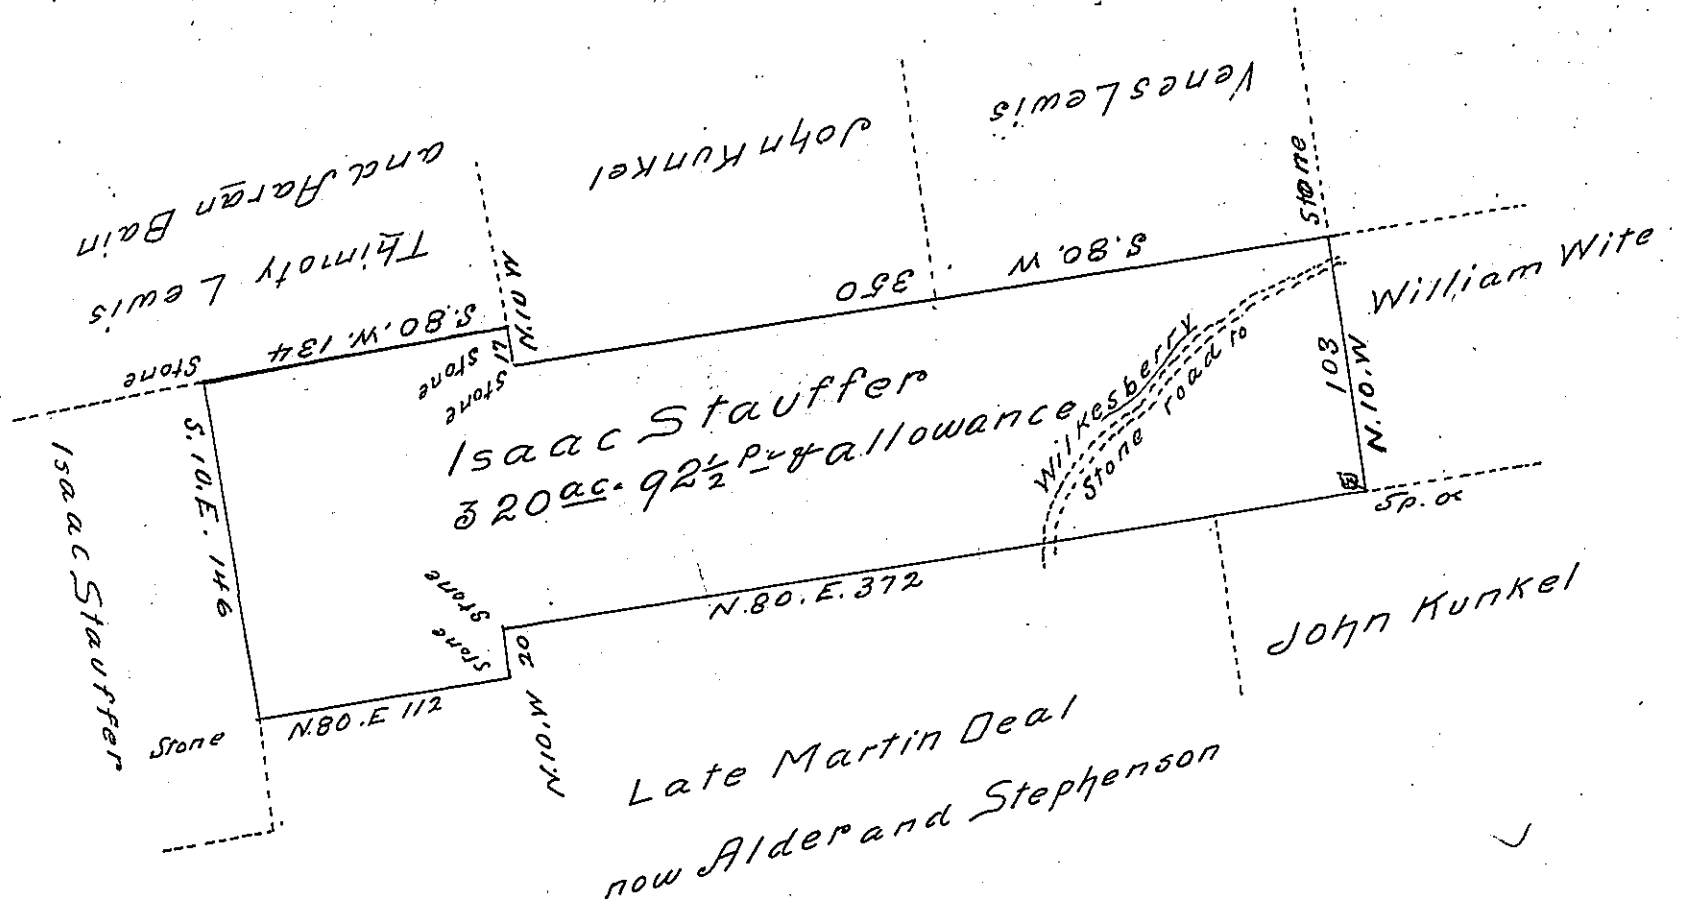 Venes Lewis
John Kunkel
and Aaran Bain
Thimoty Lewis
Stone
S. 80. W. 134
N.10 W
17
Stone
Stone
350
S. 80. W
Stone
William Wite
103
N.10.W
Sp. oc
Isaac Stauffer
320 ac. 92½ P. & allowance
Wilkesberry
Stone road to
Isaac Stauffer
S. 10. E. 146
Stone
Stone
Stone
N. 80. E 112
N.10.W
20
N. 80. E. 372
John Kunkel
Late Martin Deal
now Alder and Stephenson